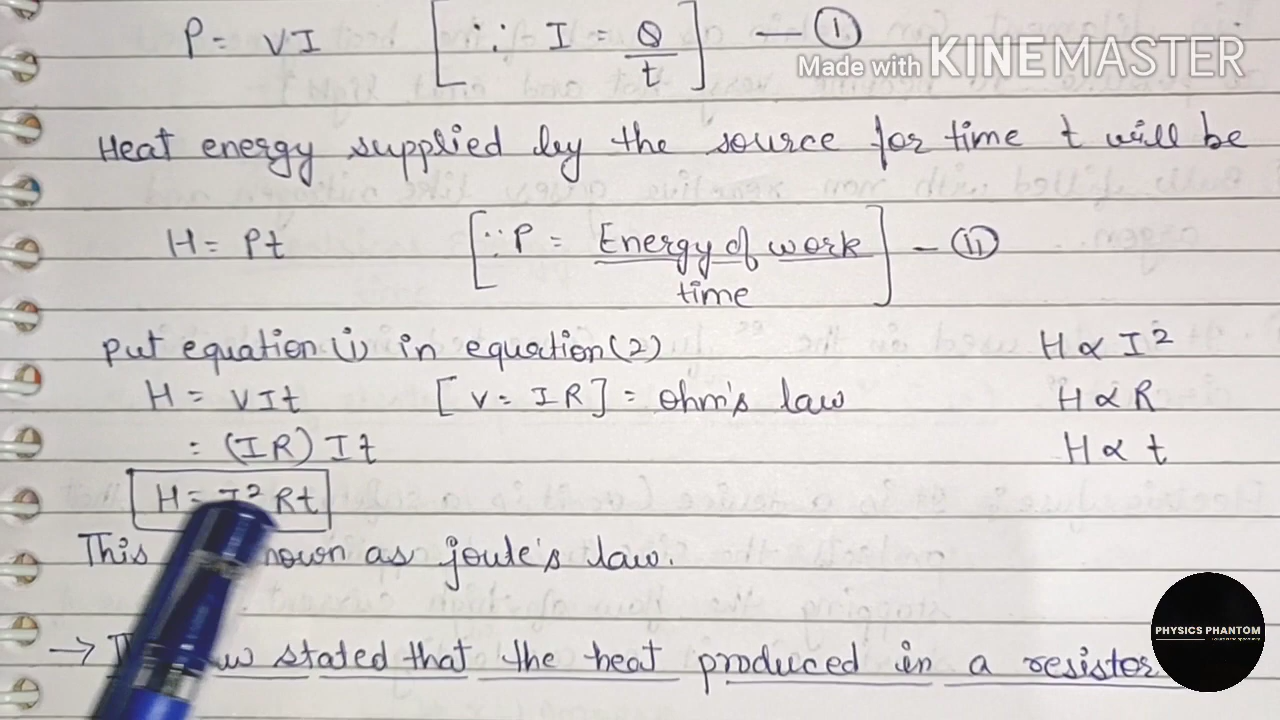 P = VI [∵ I = Q/t] — (1)
Made with KINEMASTER
Heat energy supplied by the source for time t will be
H = Pt [∵ P = Energy of work/time] — (ii)
put equation (i) in equation (2) H ∝ I²
H = VIt [V = IR] = ohm's law H ∝ R
= (IR) It H ∝ t
H = I² Rt
This known as joule's law.
→ stated that the heat produced in a resistor
PHYSICS PHANTOM